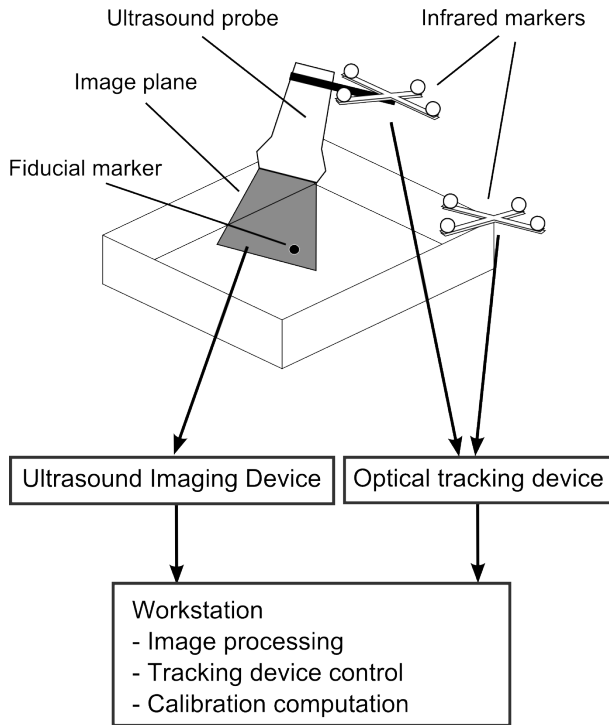 Ultrasound probe
Infrared markers
Image plane
Fiducial marker
Ultrasound Imaging Device
Optical tracking device
Workstation
- Image processing
- Tracking device control
- Calibration computation